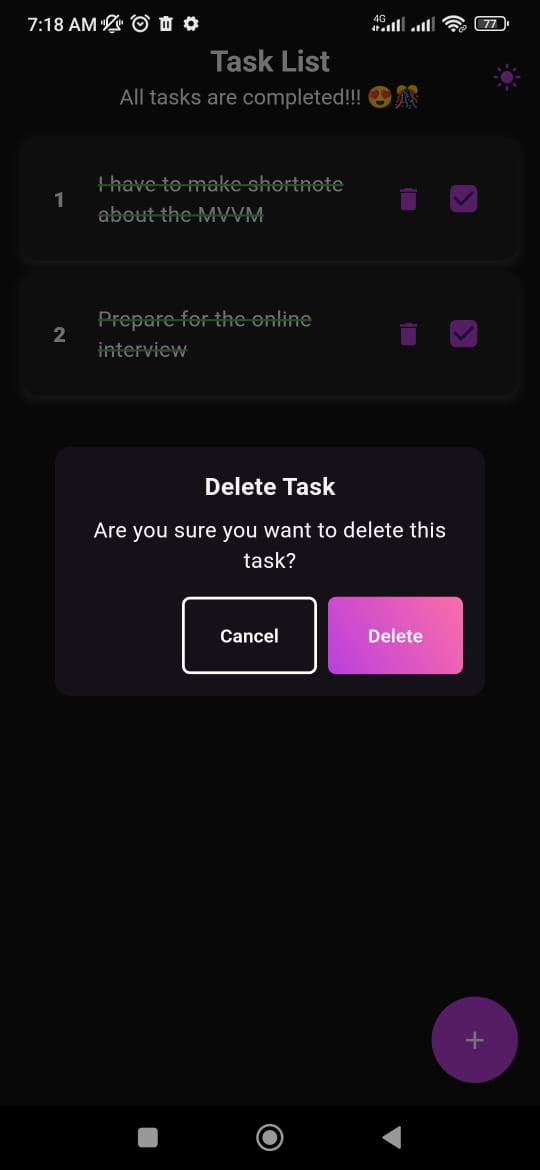 7:18 AM
4G
77
Task List
All tasks are completed!!! 😍🎊
1
I have to make shortnote
about the MVVM
2
Prepare for the online
interview
Delete Task
Are you sure you want to delete this
task?
Cancel
Delete
+